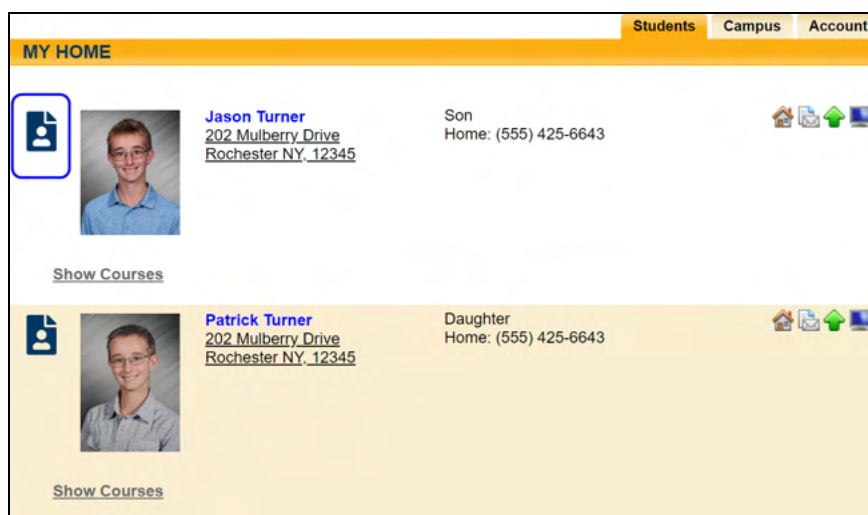 Students Campus Account
MY HOME
Jason Turner
202 Mulberry Drive
Rochester NY, 12345
Son
Home: (555) 425-6643
Show Courses
Patrick Turner
202 Mulberry Drive
Rochester NY, 12345
Daughter
Home: (555) 425-6643
Show Courses